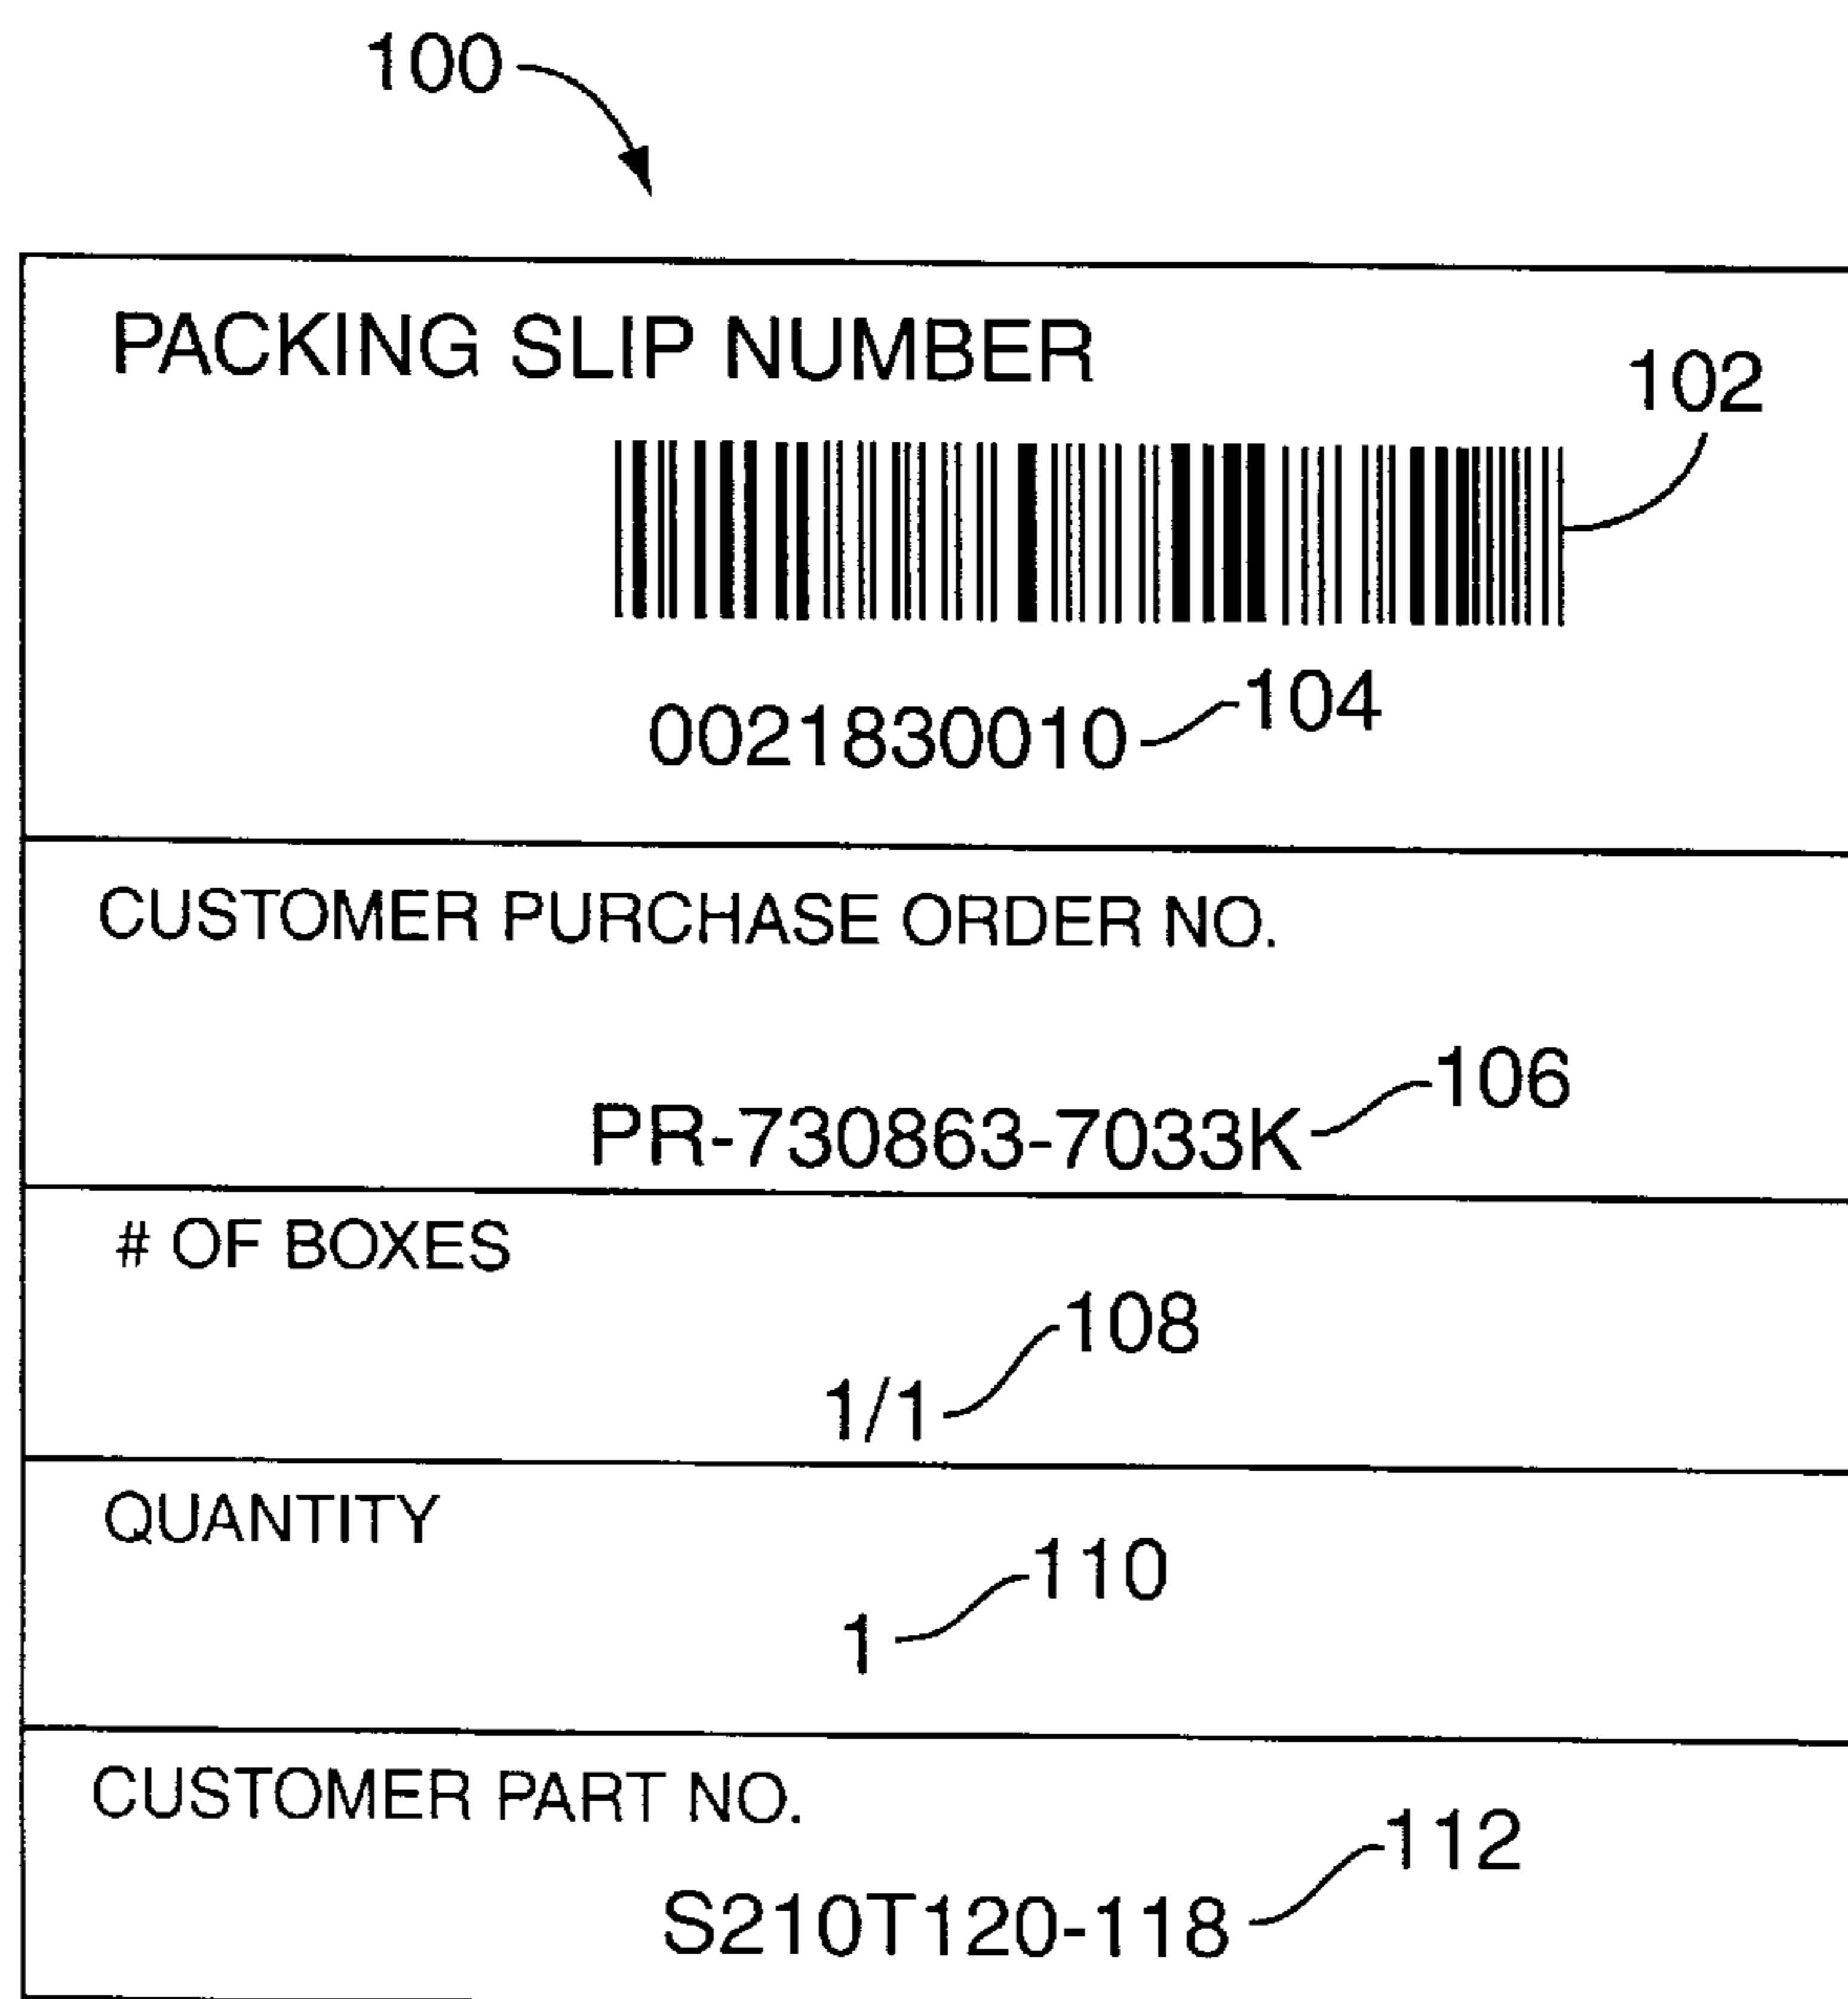 100
PACKING SLIP NUMBER
102
0021830010
104
CUSTOMER PURCHASE ORDER NO.
106
PR-730863-7033K
# OF BOXES
108
1/1
QUANTITY
110
1
CUSTOMER PART NO.
112
S210T120-118